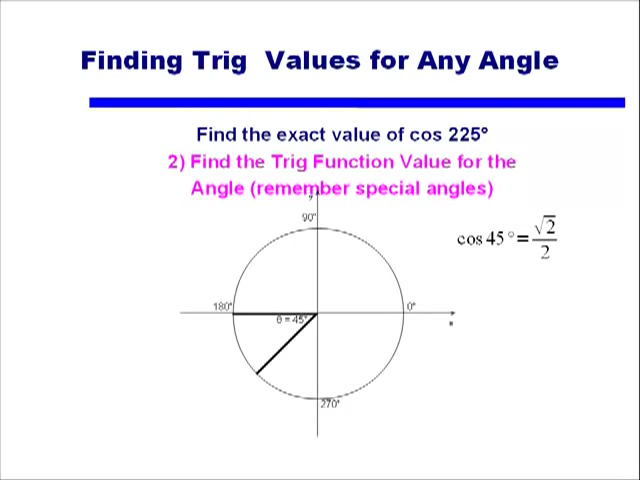 Finding Trig Values for Any Angle
Find the exact value of cos 225°
2) Find the Trig Function Value for the
Angle (remember special angles)
y
90°
cos 45° = √2/2
180°
0°
θ = 45°
x
270°